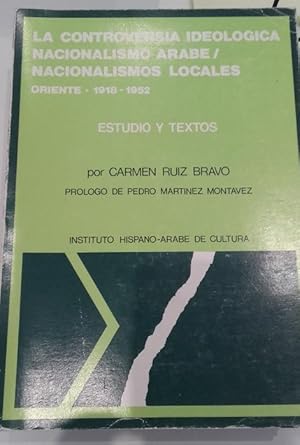 LA CONTROVERSIA IDEOLOGICA
NACIONALISMO ARABE/
NACIONALISMOS LOCALES
ORIENTE · 1918 - 1952
ESTUDIO Y TEXTOS
por CARMEN RUIZ BRAVO
PROLOGO DE PEDRO MARTINEZ MONTAVEZ
INSTITUTO HISPANO-ARABE DE CULTURA